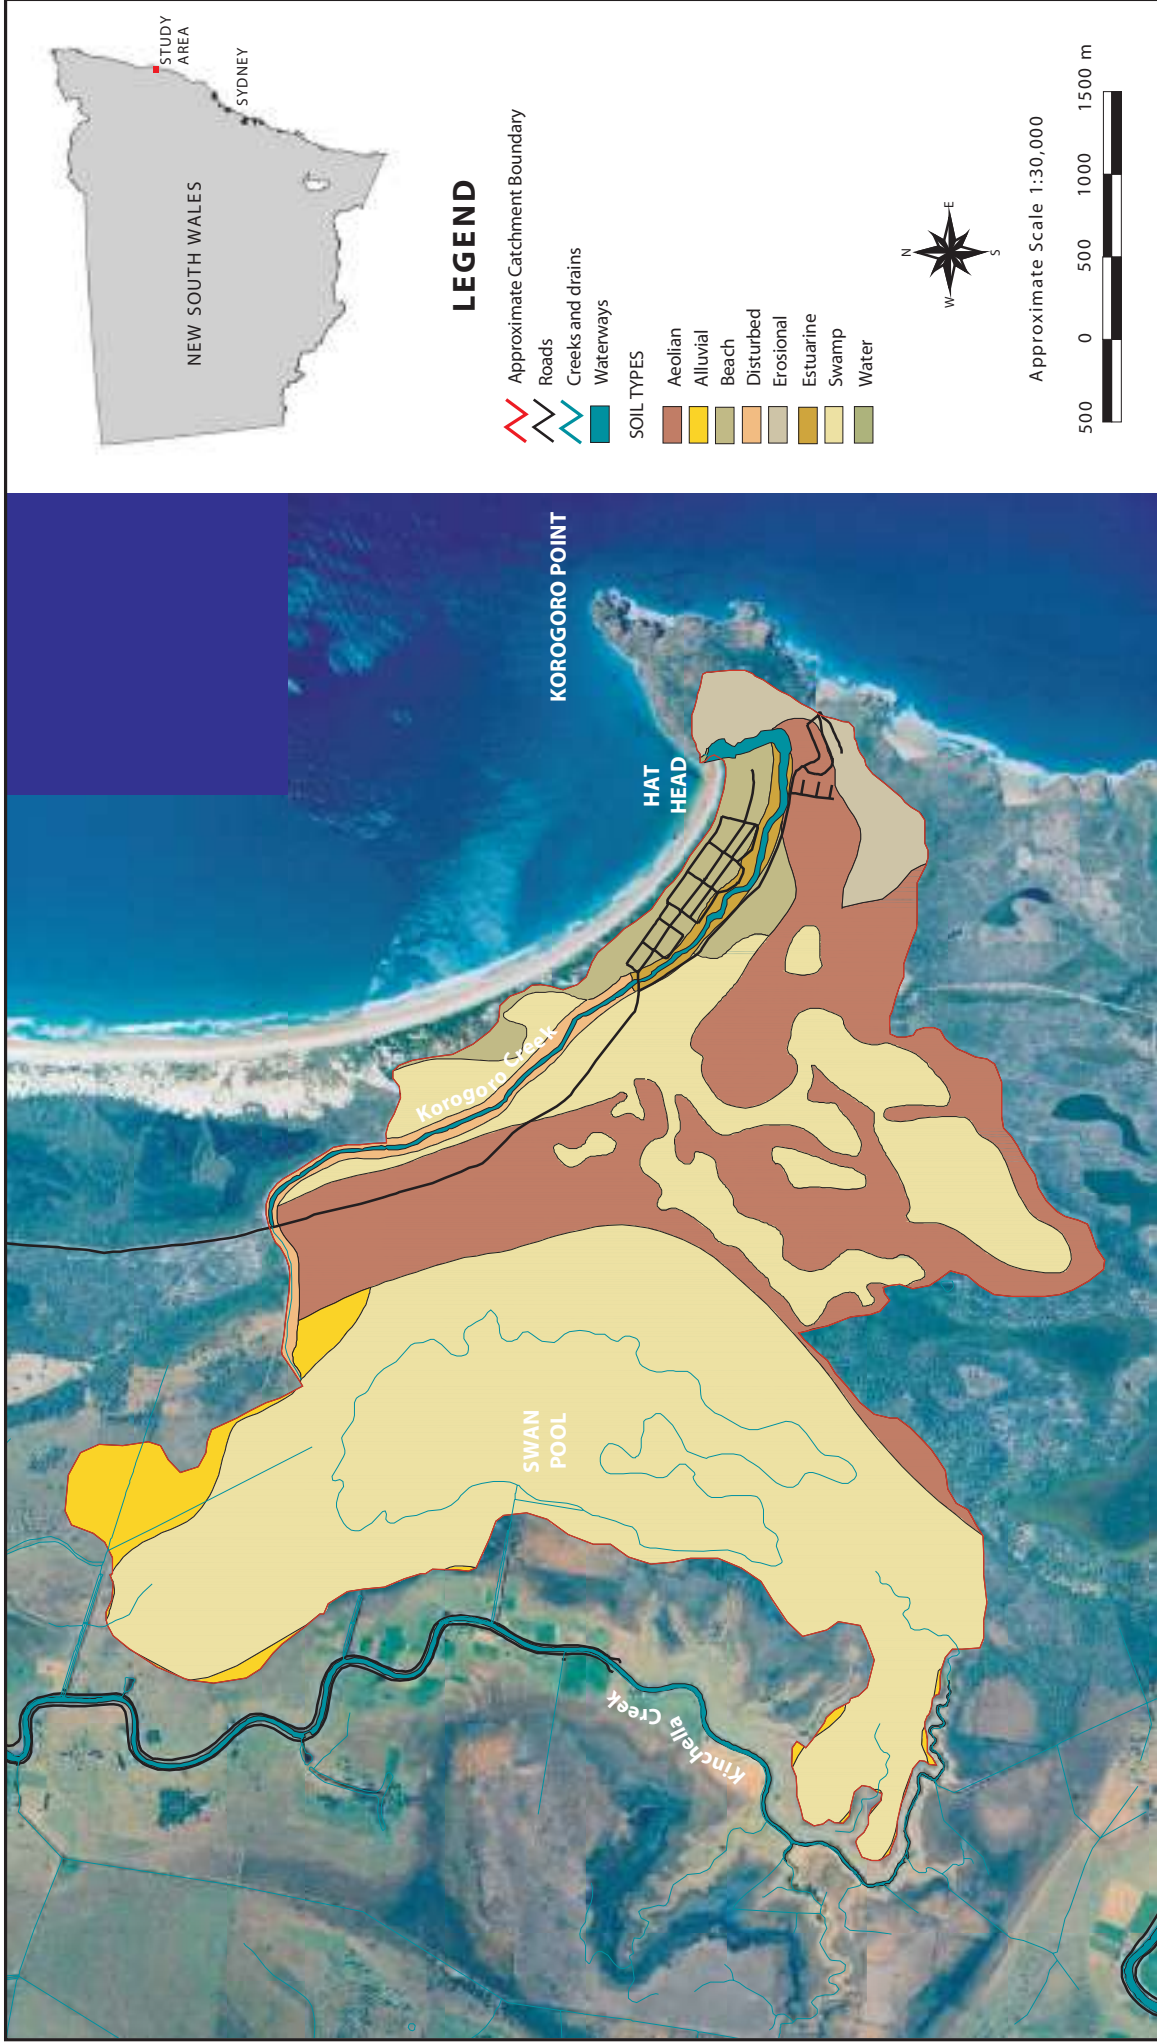 STUDY
AREA
SYDNEY
NEW SOUTH WALES
LEGEND
Approximate Catchment Boundary
Roads
Creeks and drains
Waterways
SOIL TYPES
Aeolian
Alluvial
Beach
Disturbed
Erosional
Estuarine
Swamp
Water
N
E
S
W
Approximate Scale 1:30,000
500 0 500 1000 1500 m
KOROGORO POINT
HAT
HEAD
Korogoro Creek
SWAN
POOL
Kinchella Creek